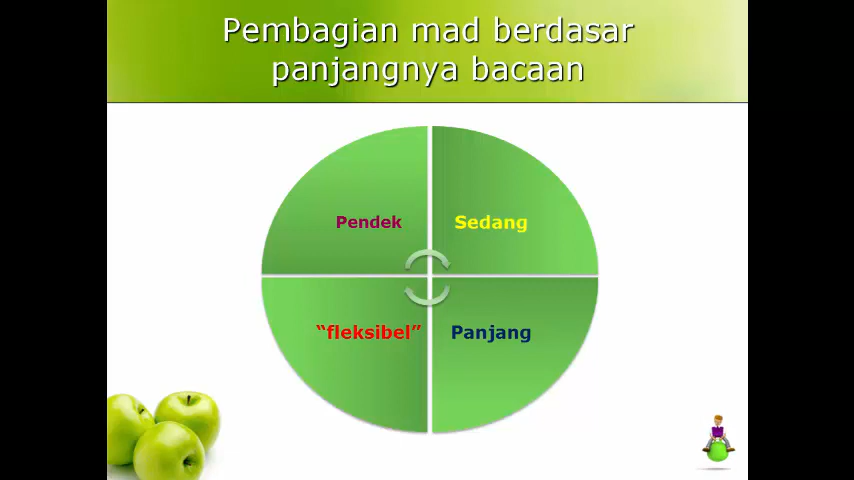 Pembagian mad berdasar
panjangnya bacaan
Pendek
Sedang
“fleksibel”
Panjang